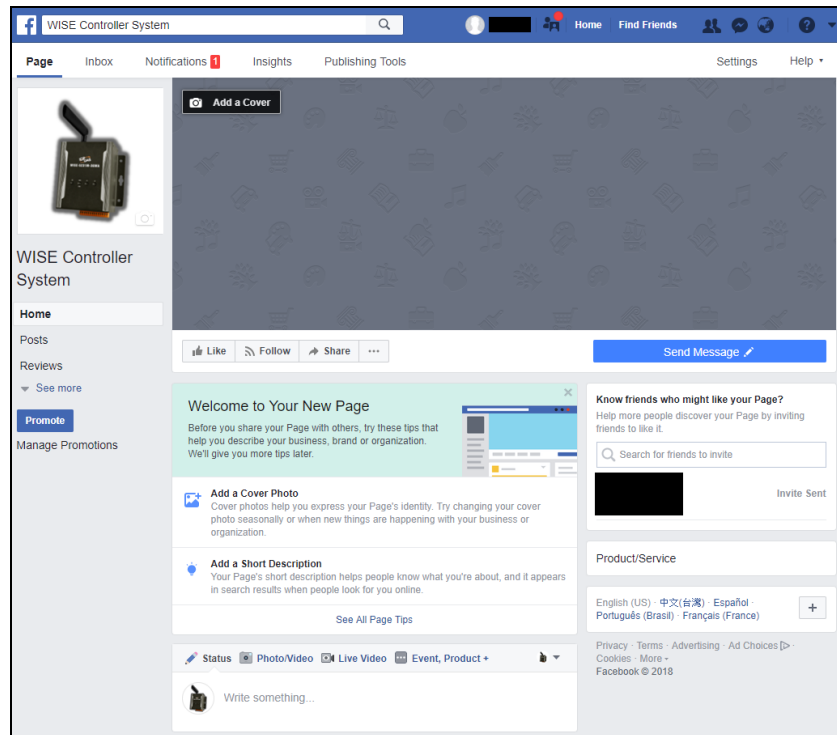 WISE Controller System
Home
Find Friends
Page
Inbox
Notifications 1
Insights
Publishing Tools
Settings
Help
Add a Cover
WISE Controller
System
Home
Posts
Reviews
See more
Promote
Manage Promotions
Like
Follow
Share
Send Message
Welcome to Your New Page
Before you share your Page with others, try these tips that
help you describe your business, brand or organization.
We'll give you more tips later.
Add a Cover Photo
Cover photos help you express your Page's identity. Try changing your cover
photo seasonally or when new things are happening with your business or
organization.
Add a Short Description
Your Page's short description helps people know what you're about, and it appears
in search results when people look for you online.
See All Page Tips
Status
Photo/Video
Live Video
Event, Product +
Write something...
Know friends who might like your Page?
Help more people discover your Page by inviting
friends to like it.
Search for friends to invite
Invite Sent
Product/Service
English (US) · 中文(台灣) · Español ·
Português (Brasil) · Français (France)
Privacy · Terms · Advertising · Ad Choices ·
Cookies · More
Facebook © 2018